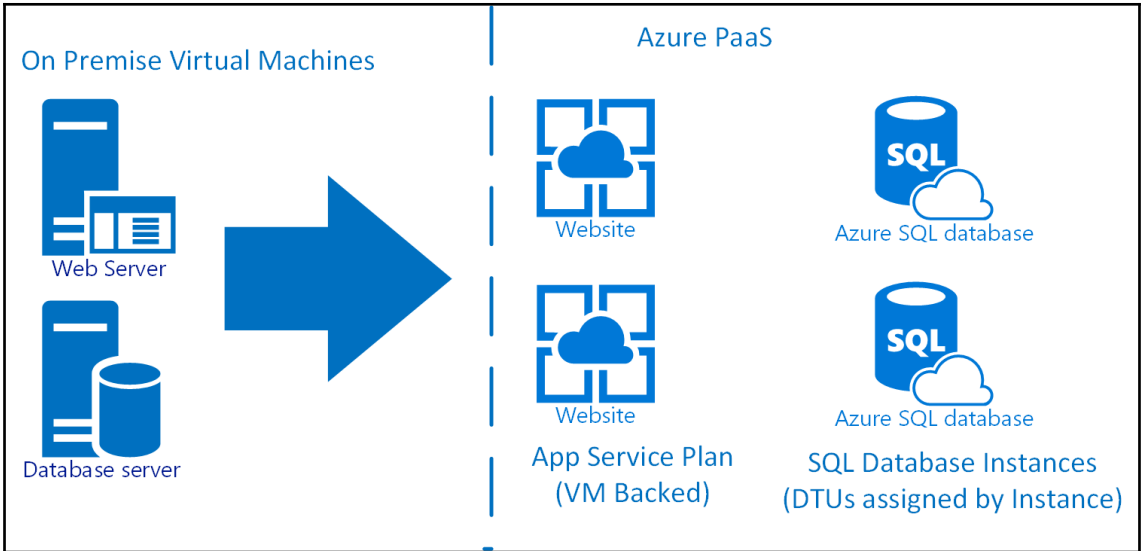 On Premise Virtual Machines
Web Server
Database server
Azure PaaS
Website
SQL
Azure SQL database
Website
SQL
Azure SQL database
App Service Plan
(VM Backed)
SQL Database Instances
(DTUs assigned by Instance)